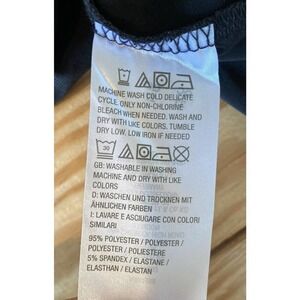 MACHINE WASH COLD DELICATE
CYCLE. ONLY NON-CHLORINE
BLEACH WHEN NEEDED. WASH AND
DRY WITH LIKE COLORS. TUMBLE
DRY LOW. LOW IRON IF NEEDED
30
GB: WASHABLE IN WASHING
MACHINE AND DRY WITH LIKE
COLORS
D: WASCHEN UND TROCKNEN MIT
ÄHNLICHEN FARBEN
I: LAVARE E ASCIUGARE CON COLORI
SIMILARI
95% POLYESTER / POLYESTER /
POLYESTER / POLIESTERE
5% SPANDEX / ELASTANE /
ELASTHAN / ELASTAN